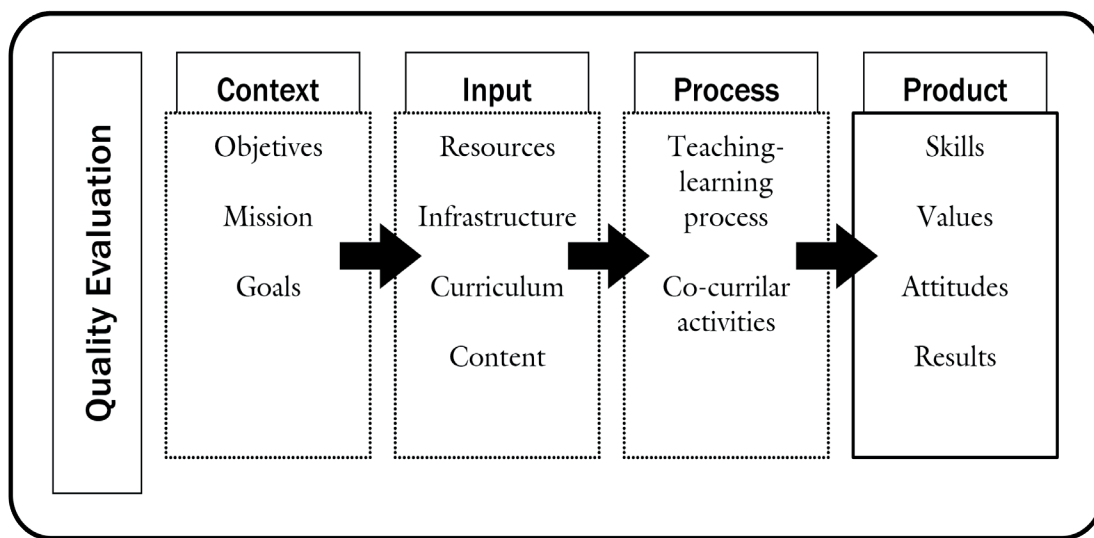 Quality Evaluation
Context
Objetives
Mission
Goals
Input
Resources
Infrastructure
Curriculum
Content
Process
Teaching-
learning
process
Co-currilar
activities
Product
Skills
Values
Attitudes
Results